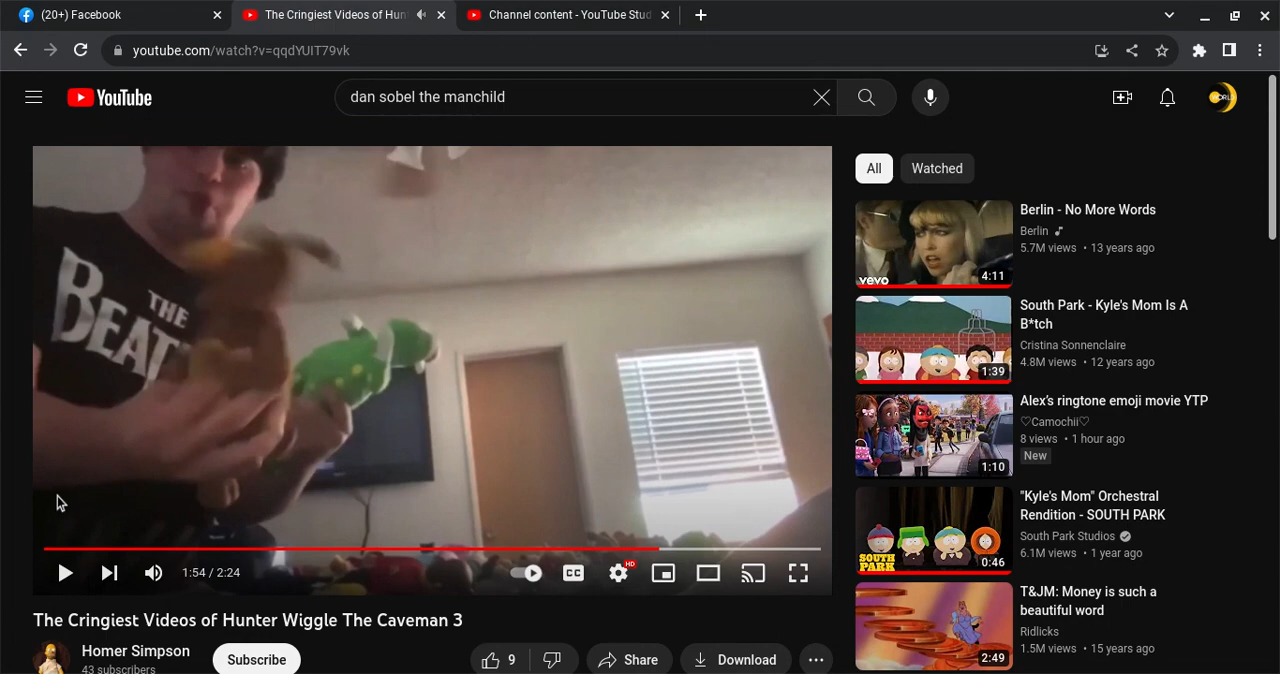 (20+) Facebook
The Cringiest Videos of Hun
Channel content - YouTube Stud
youtube.com/watch?v=qqdYUIT79vk
YouTube
dan sobel the manchild
WORLD
THE
BEAT
1:54 / 2:24
CC
HD
The Cringiest Videos of Hunter Wiggle The Caveman 3
Homer Simpson
43 subscribers
Subscribe
9
Share
Download
All
Watched
vevo
4:11
Berlin - No More Words
Berlin
5.7M views • 13 years ago
1:39
South Park - Kyle's Mom Is A
B*tch
Cristina Sonnenclaire
4.8M views • 12 years ago
1:10
Alex's ringtone emoji movie YTP
♡Camochii♡
8 views • 1 hour ago
New
SOUTH
PARK
0:46
"Kyle's Mom" Orchestral
Rendition - SOUTH PARK
South Park Studios
6.1M views • 1 year ago
2:49
T&JM: Money is such a
beautiful word
Ridlicks
1.5M views • 15 years ago